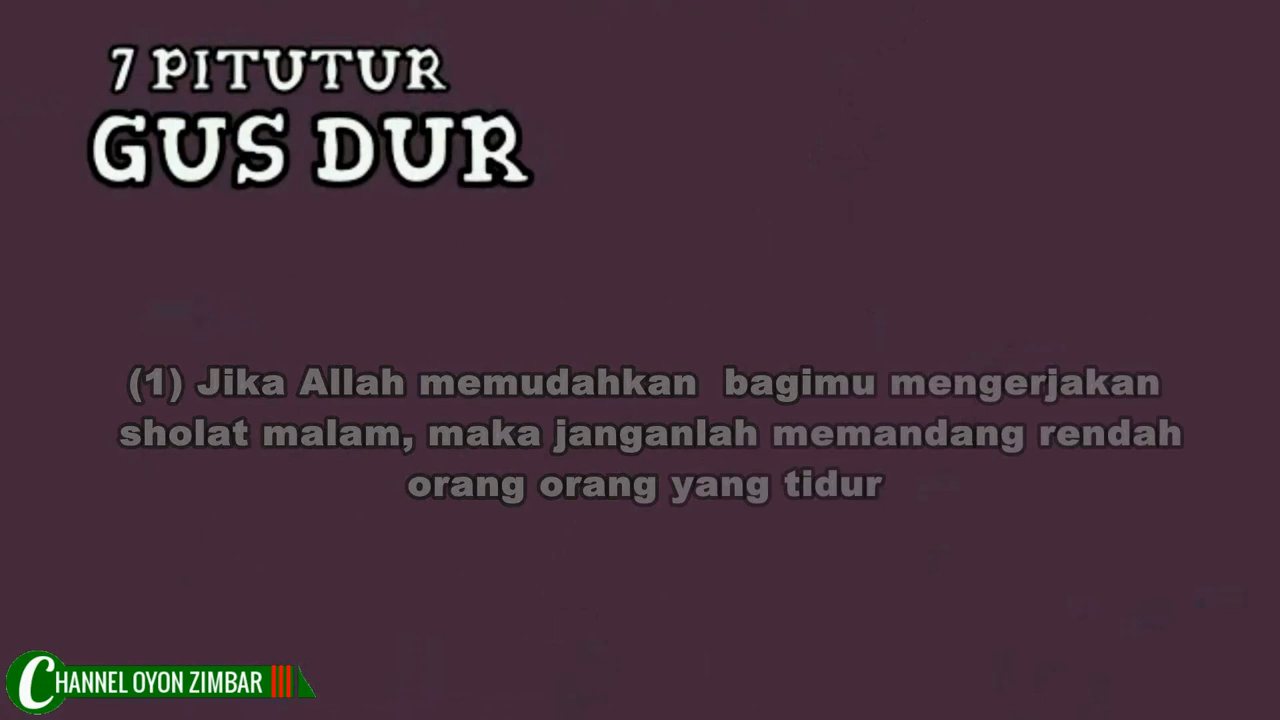 7 PITUTUR
GUS DUR
(1) Jika Allah memudahkan bagimu mengerjakan
sholat malam, maka janganlah memandang rendah
orang orang yang tidur
CHANNEL OYON ZIMBAR